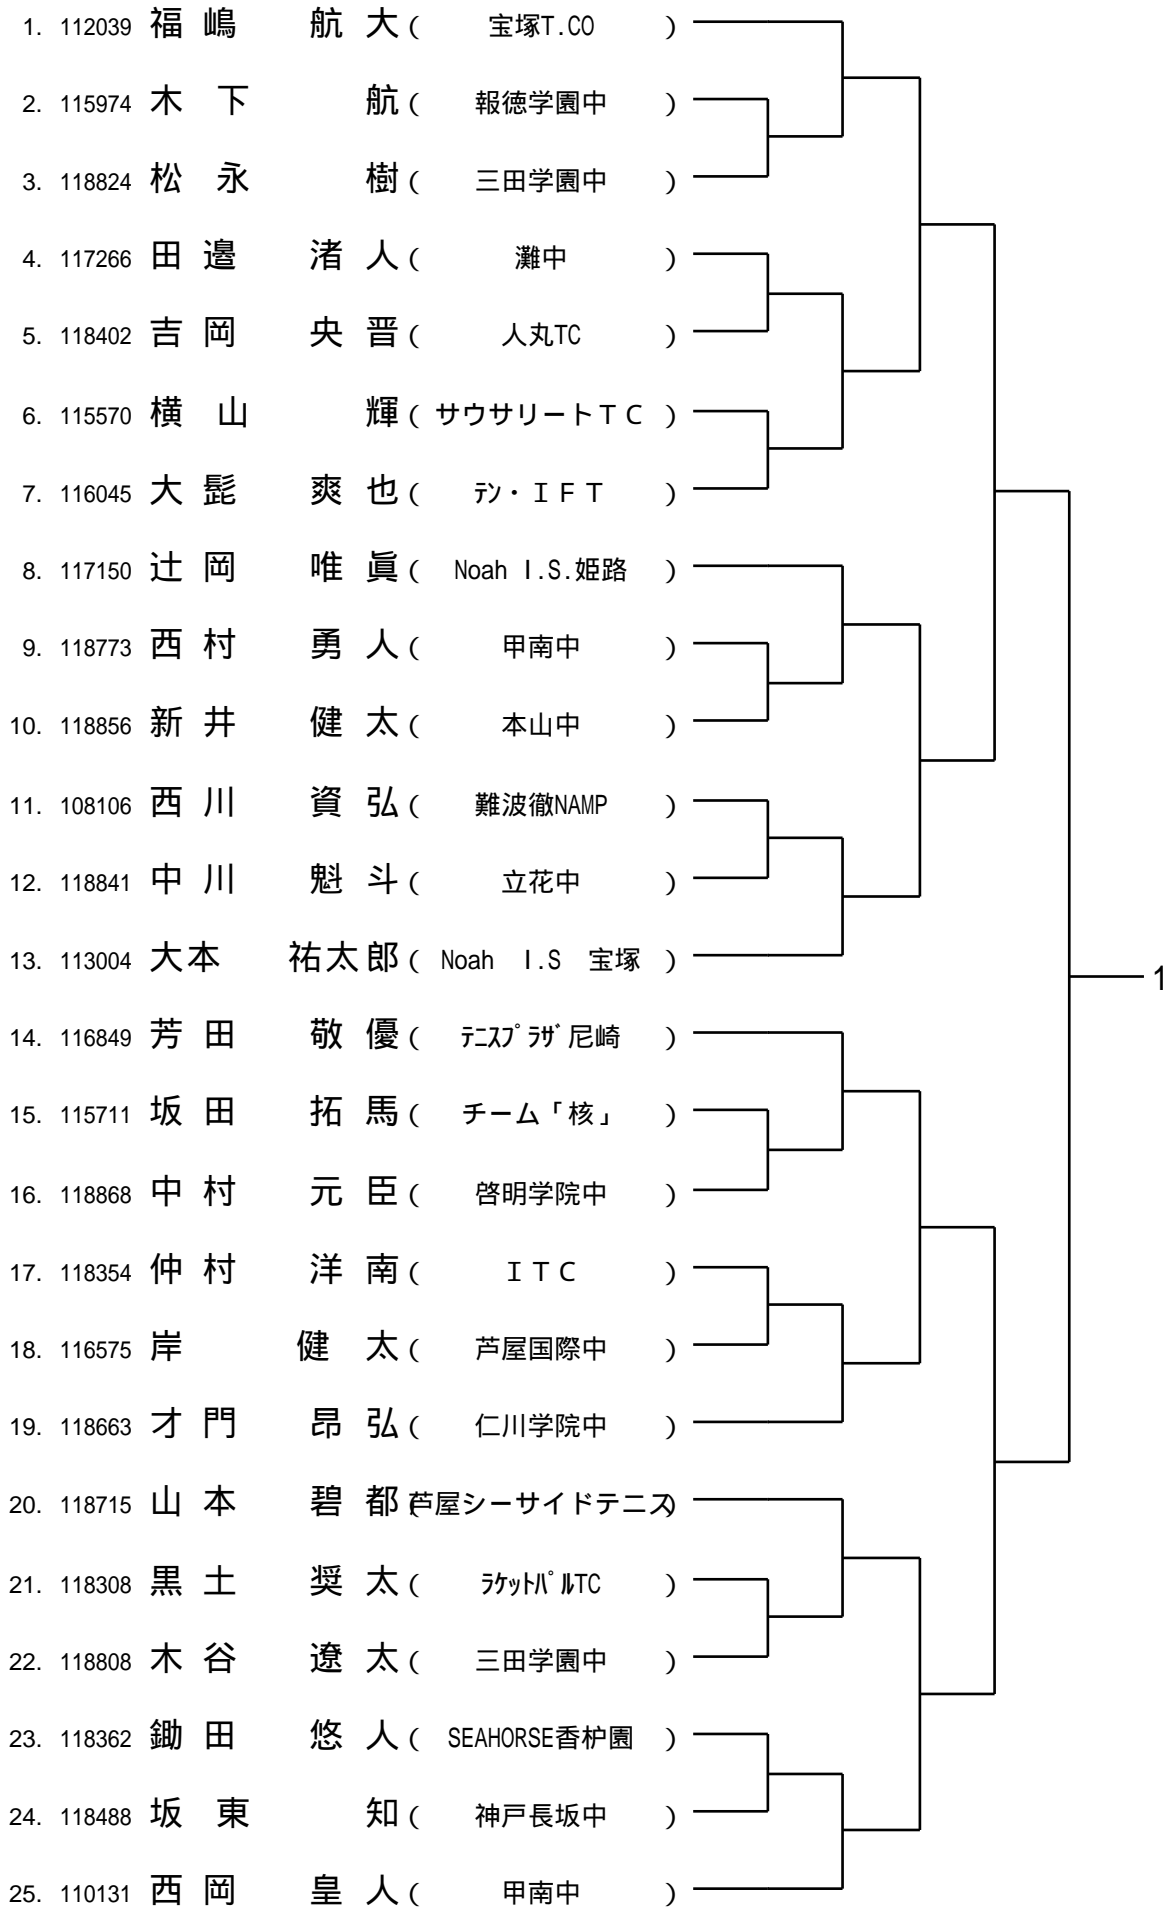 1. 112039 福嶋 航大 ( 宝塚T.CO )
2. 115974 木下 航 ( 報徳学園中 )
3. 118824 松永 樹 ( 三田学園中 )
4. 117266 田邉 渚人 ( 灘中 )
5. 118402 吉岡 央晋 ( 人丸TC )
6. 115570 横山 輝 ( サウサリートＴＣ )
7. 116045 大髭 爽也 ( ﾃﾝ・ＩＦＴ )
8. 117150 辻岡 唯眞 ( Noah I.S.姫路 )
9. 118773 西村 勇人 ( 甲南中 )
10. 118856 新井 健太 ( 本山中 )
11. 108106 西川 資弘 ( 難波徹NAMP )
12. 118841 中川 魁斗 ( 立花中 )
13. 113004 大本 祐太郎 ( Noah I.S 宝塚 )
1
14. 116849 芳田 敬優 ( ﾃﾆｽﾌﾟﾗｻﾞ尼崎 )
15. 115711 坂田 拓馬 ( チーム「核」 )
16. 118868 中村 元臣 ( 啓明学院中 )
17. 118354 仲村 洋南 ( ＩＴＣ )
18. 116575 岸 健太 ( 芦屋国際中 )
19. 118663 才門 昂弘 ( 仁川学院中 )
20. 118715 山本 碧都 ( 芦屋シーサイドテニス )
21. 118308 黒土 奨太 ( ﾗｹｯﾄﾊﾟﾙTC )
22. 118808 木谷 遼太 ( 三田学園中 )
23. 118362 鋤田 悠人 ( SEAHORSE香枦園 )
24. 118488 坂東 知 ( 神戸長坂中 )
25. 110131 西岡 皇人 ( 甲南中 )